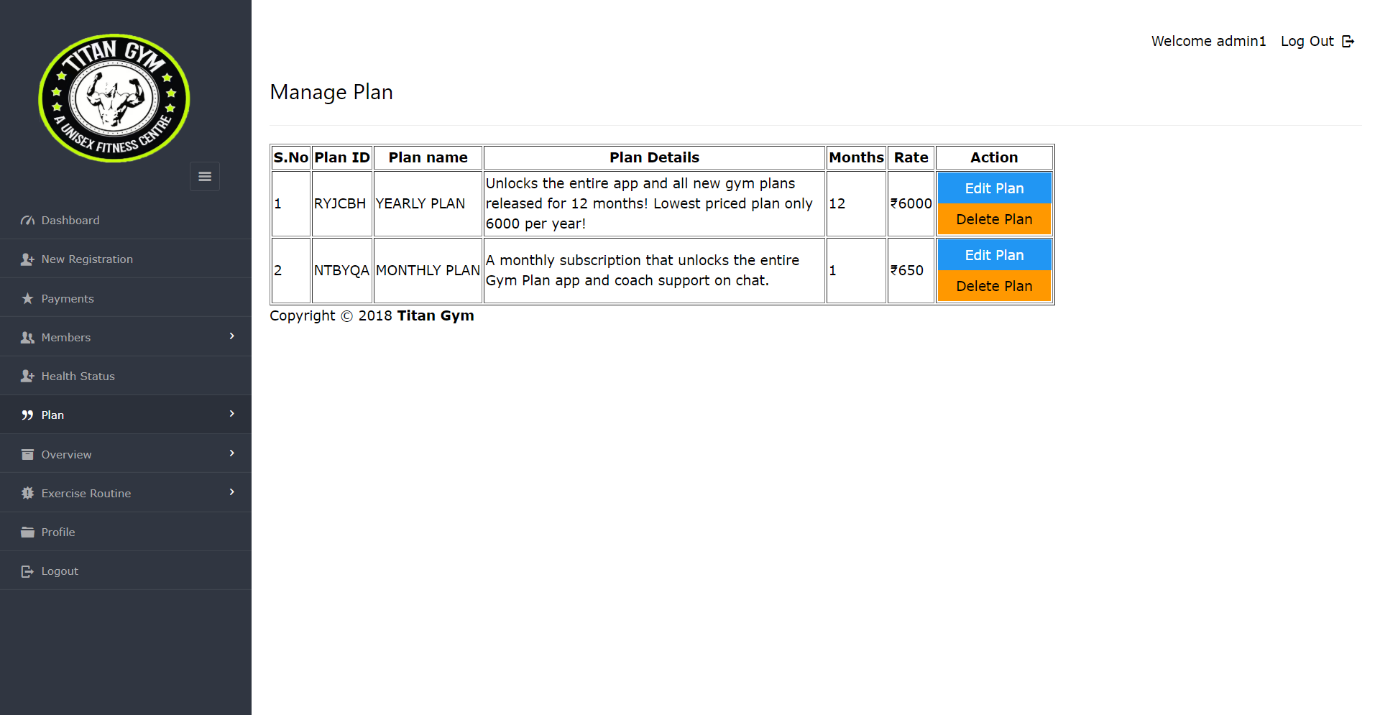 TITAN GYM
A UNISEX FITNESS CENTRE
Welcome admin1 Log Out
Dashboard
New Registration
Payments
Members
Health Status
Plan
Overview
Exercise Routine
Profile
Logout
Manage Plan
S.No Plan ID Plan name Plan Details Months Rate Action
1 RYJCBH YEARLY PLAN Unlocks the entire app and all new gym plans
released for 12 months! Lowest priced plan only
6000 per year! 12 ₹6000 Edit Plan
Delete Plan
2 NTBYQA MONTHLY PLAN A monthly subscription that unlocks the entire
Gym Plan app and coach support on chat. 1 ₹650 Edit Plan
Delete Plan
Copyright © 2018 Titan Gym